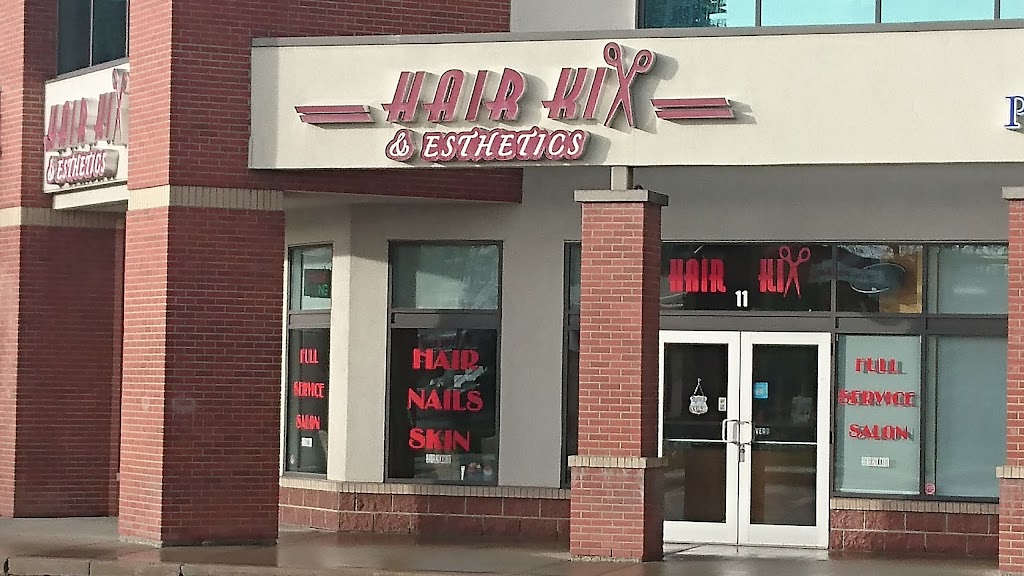 HAIR KIX
& ESTHETICS
HAIR KIX
& ESTHETICS
P
HAIR KIX
11
FULL
SERVICE
SALON
HAIR
NAILS
SKIN
FULL
SERVICE
SALON